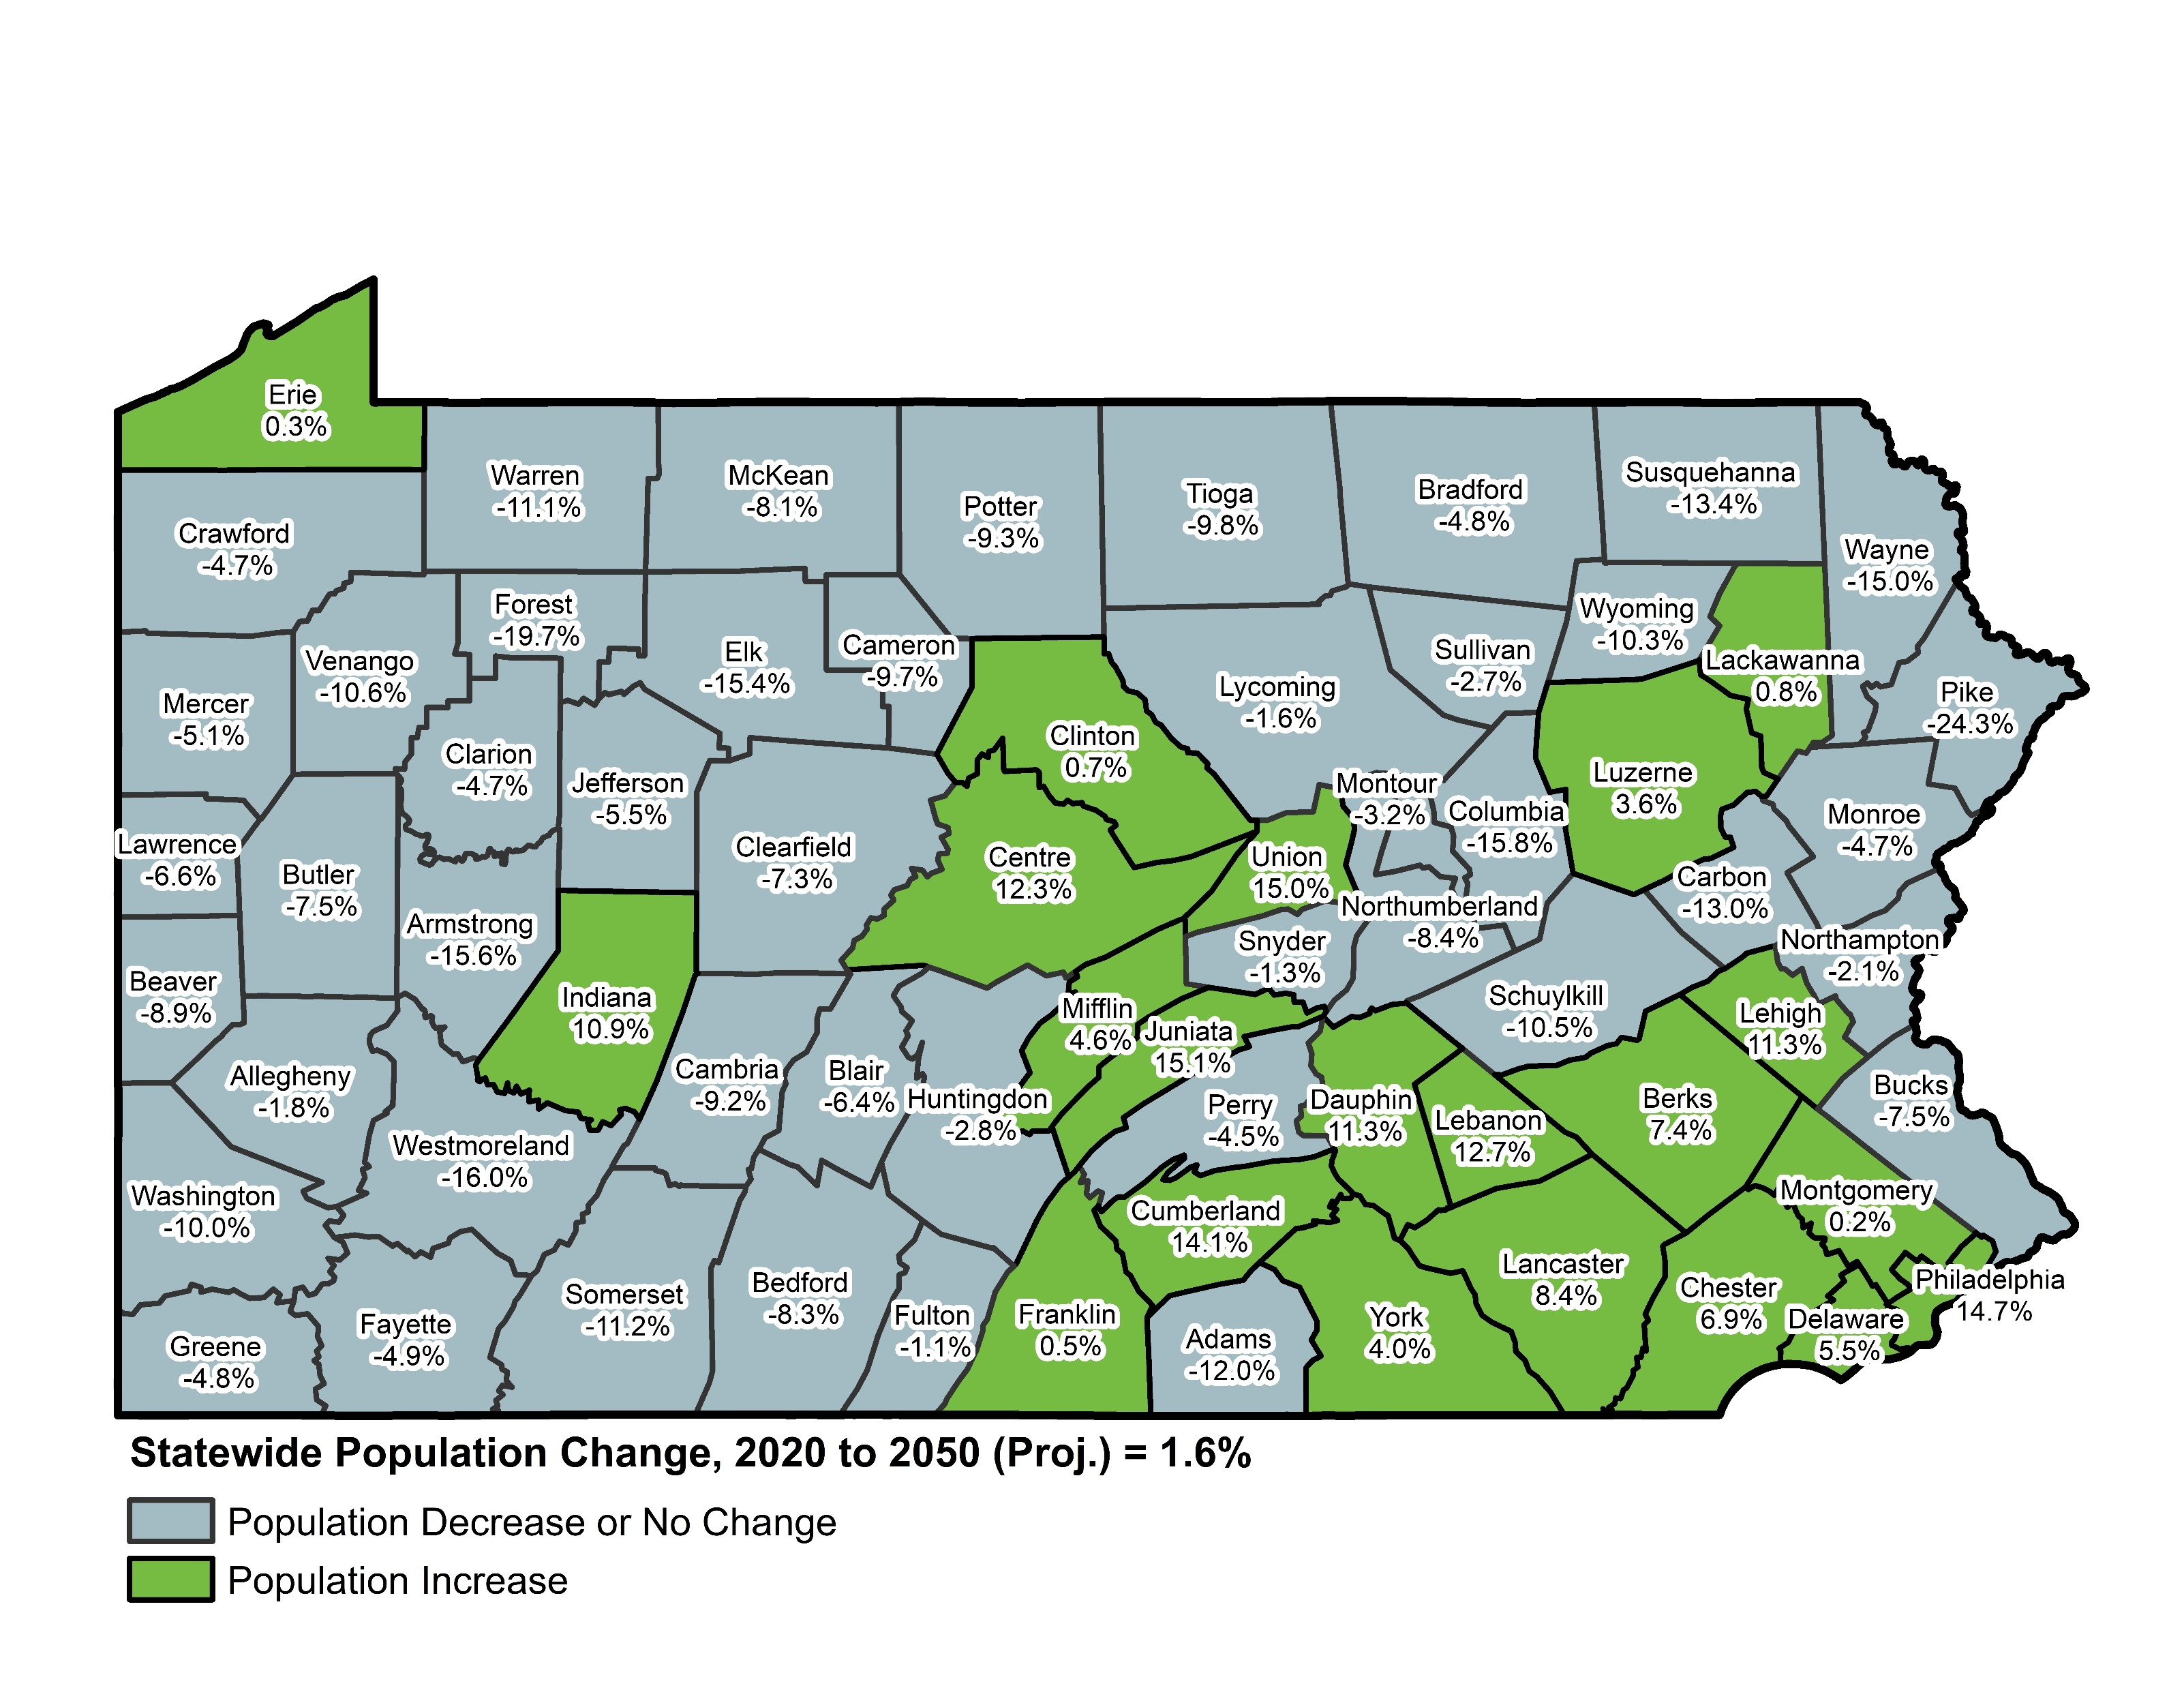 Erie
0.3%
Warren
-11.1%
McKean
-8.1%
Potter
-9.3%
Tioga
-9.8%
Bradford
-4.8%
Susquehanna
-13.4%
Wayne
-15.0%
Crawford
-4.7%
Forest
-19.7%
Venango
-10.6%
Elk
-15.4%
Cameron
-9.7%
Sullivan
-2.7%
Wyoming
-10.3%
Lackawanna
0.8%
Pike
-24.3%
Mercer
-5.1%
Lycoming
-1.6%
Clinton
0.7%
Clarion
-4.7%
Jefferson
-5.5%
Luzerne
3.6%
Montour
-3.2%
Columbia
-15.8%
Monroe
-4.7%
Lawrence
-6.6%
Butler
-7.5%
Clearfield
-7.3%
Centre
12.3%
Union
15.0%
Carbon
-13.0%
Northumberland
-8.4%
Armstrong
-15.6%
Snyder
-1.3%
Northampton
-2.1%
Beaver
-8.9%
Indiana
10.9%
Mifflin
4.6%
Juniata
15.1%
Schuylkill
-10.5%
Lehigh
11.3%
Allegheny
-1.8%
Cambria
-9.2%
Blair
-6.4%
Huntingdon
-2.8%
Perry
-4.5%
Dauphin
11.3%
Lebanon
12.7%
Berks
7.4%
Bucks
-7.5%
Westmoreland
-16.0%
Washington
-10.0%
Cumberland
14.1%
Montgomery
0.2%
Somerset
-11.2%
Bedford
-8.3%
Fulton
-1.1%
Franklin
0.5%
Adams
-12.0%
York
4.0%
Lancaster
8.4%
Chester
6.9%
Delaware
5.5%
Philadelphia
14.7%
Greene
-4.8%
Fayette
-4.9%
Statewide Population Change, 2020 to 2050 (Proj.) = 1.6%
Population Decrease or No Change
Population Increase